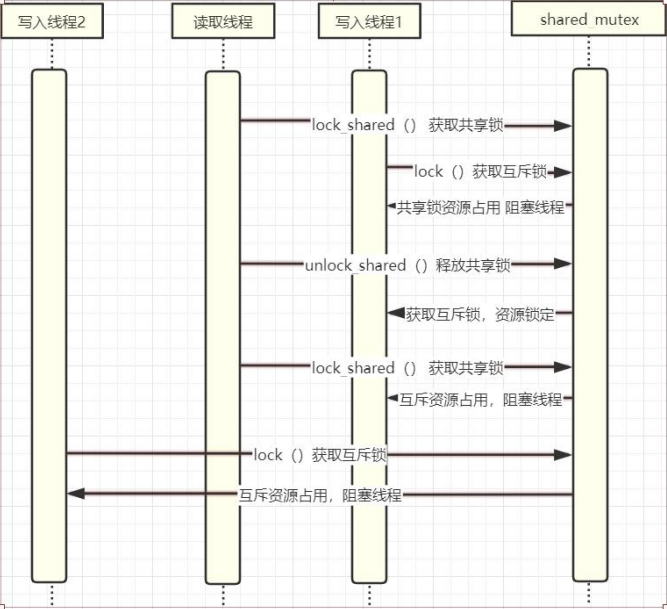 写入线程2
读取线程
写入线程1
shared_mutex
lock_shared（） 获取共享锁
lock（）获取互斥锁
共享锁资源占用 阻塞线程
unlock_shared（）释放共享锁
获取互斥锁，资源锁定
lock_shared（） 获取共享锁
互斥资源占用，阻塞线程
lock（）获取互斥锁
互斥资源占用，阻塞线程